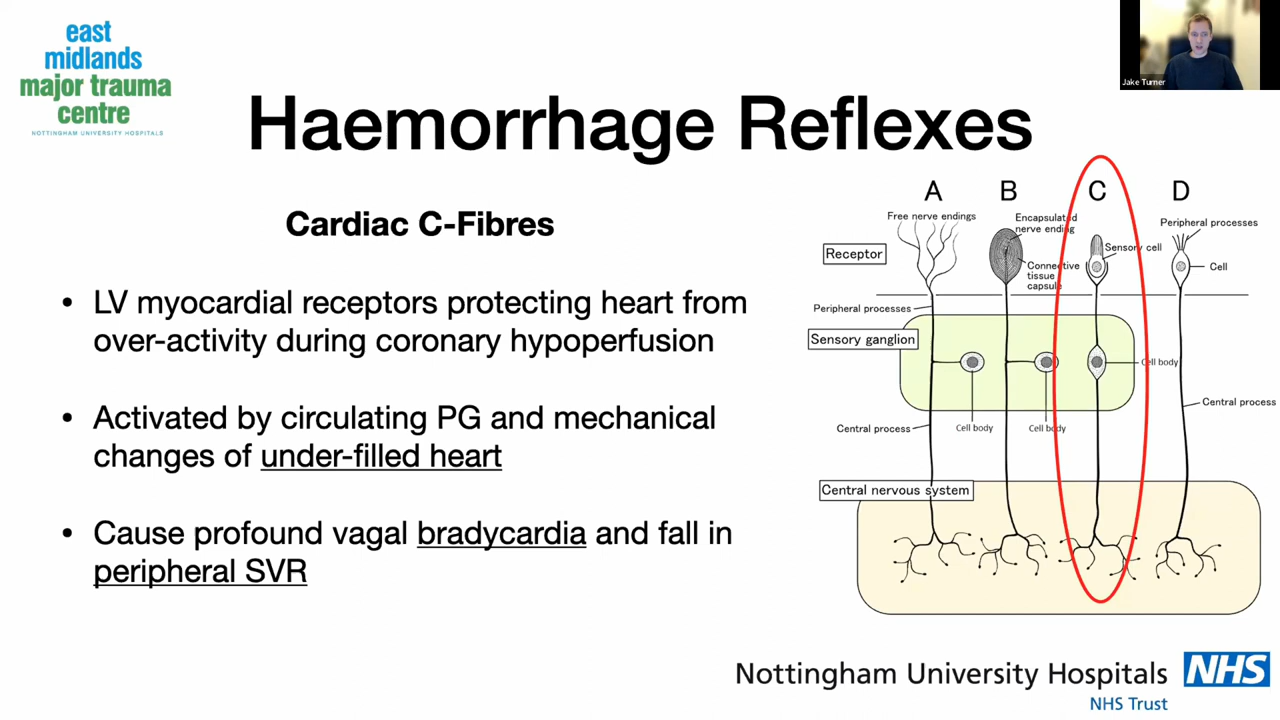 east
midlands
major trauma
centre
NOTTINGHAM UNIVERSITY HOSPITALS
Jake Turner
Haemorrhage Reflexes
Cardiac C-Fibres
• LV myocardial receptors protecting heart from
over-activity during coronary hypoperfusion
• Activated by circulating PG and mechanical
changes of under-filled heart
• Cause profound vagal bradycardia and fall in
peripheral SVR
A B C D
Free nerve endings
Encapsulated
nerve ending
Peripheral processes
Receptor
Sensory cell
Connective
tissue
capsule
Cell
Peripheral processes
Sensory ganglion
Cell body
Central process
Cell body
Cell body
Central process
Central nervous system
Nottingham University Hospitals
NHS
NHS Trust